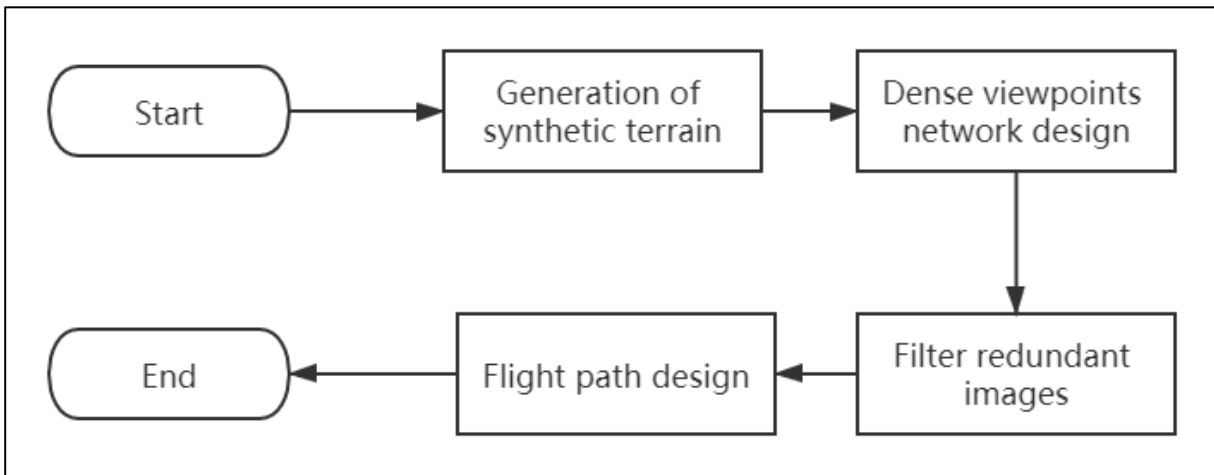 Start
Generation of
synthetic terrain
Dense viewpoints
network design
Filter redundant
images
Flight path design
End